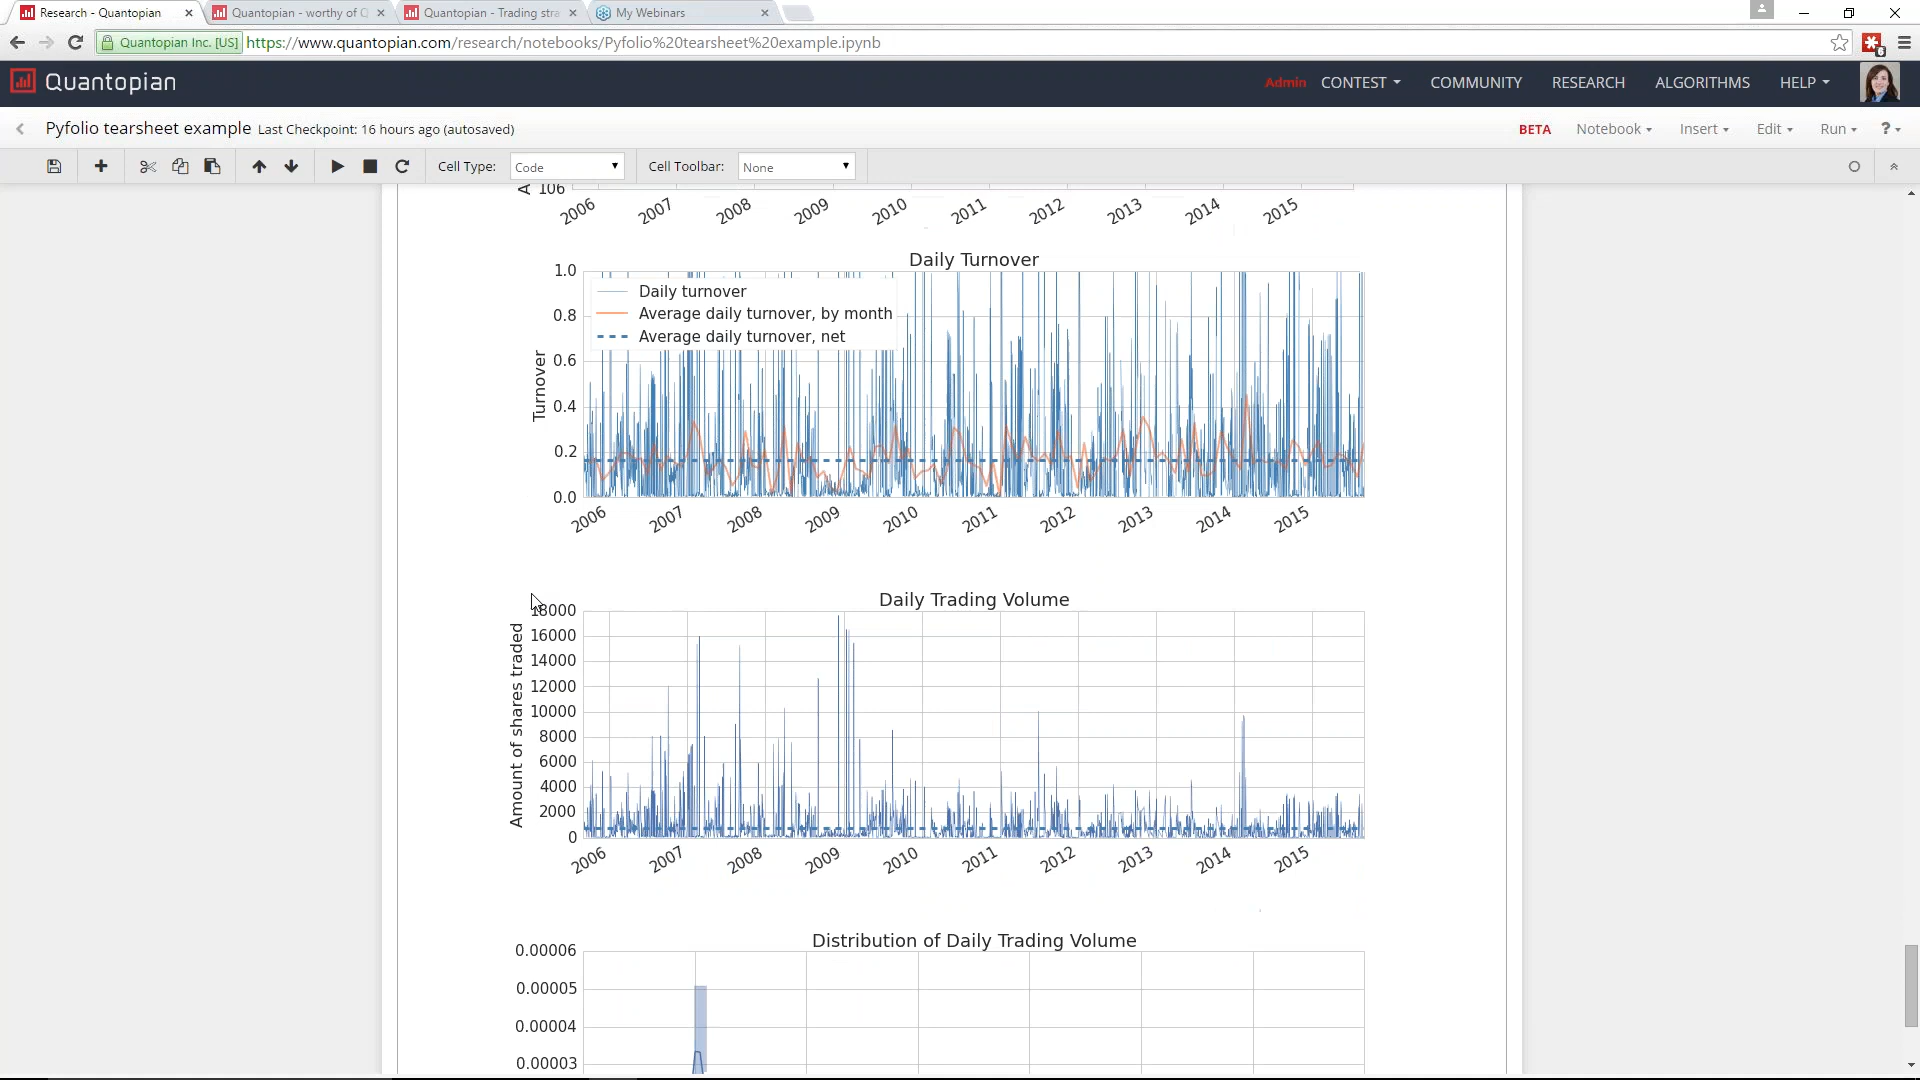 Research - Quantopian
Quantopian - worthy of Q
Quantopian - Trading stra
My Webinars
Quantopian Inc. [US] https://www.quantopian.com/research/notebooks/Pyfolio%20tearsheet%20example.ipynb
Quantopian
Admin CONTEST COMMUNITY RESEARCH ALGORITHMS HELP
Pyfolio tearsheet example Last Checkpoint: 16 hours ago (autosaved)
BETA Notebook Insert Edit Run ?
Cell Type: Code Cell Toolbar: None
A 106
2006 2007 2008 2009 2010 2011 2012 2013 2014 2015
Daily Turnover
Turnover
1.0
0.8
0.6
0.4
0.2
0.0
Daily turnover
Average daily turnover, by month
Average daily turnover, net
2006 2007 2008 2009 2010 2011 2012 2013 2014 2015
Daily Trading Volume
Amount of shares traded
18000
16000
14000
12000
10000
8000
6000
4000
2000
0
2006 2007 2008 2009 2010 2011 2012 2013 2014 2015
Distribution of Daily Trading Volume
0.00006
0.00005
0.00004
0.00003